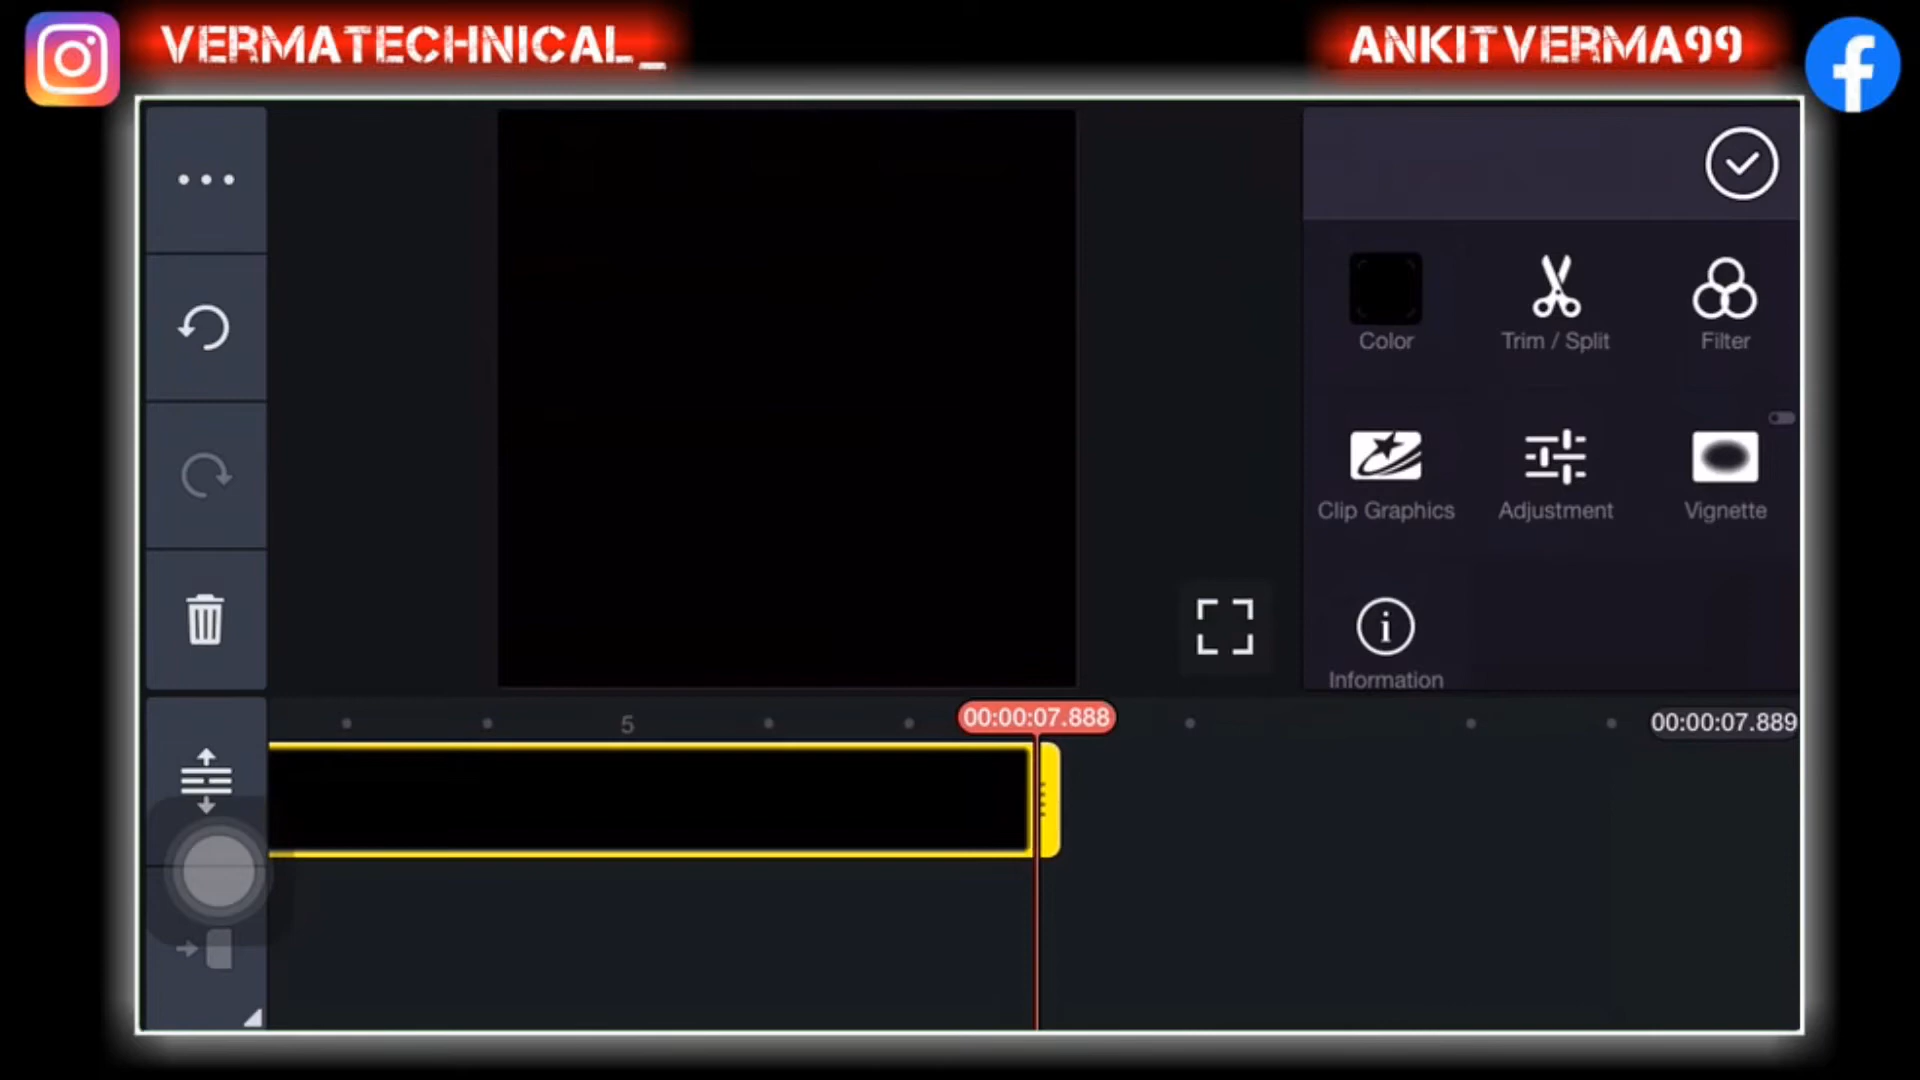 VERMATECHNICAL_
ANKITVERMA99
Color
Trim / Split
Filter
Clip Graphics
Adjustment
Vignette
Information
5
00:00:07.888
00:00:07.889